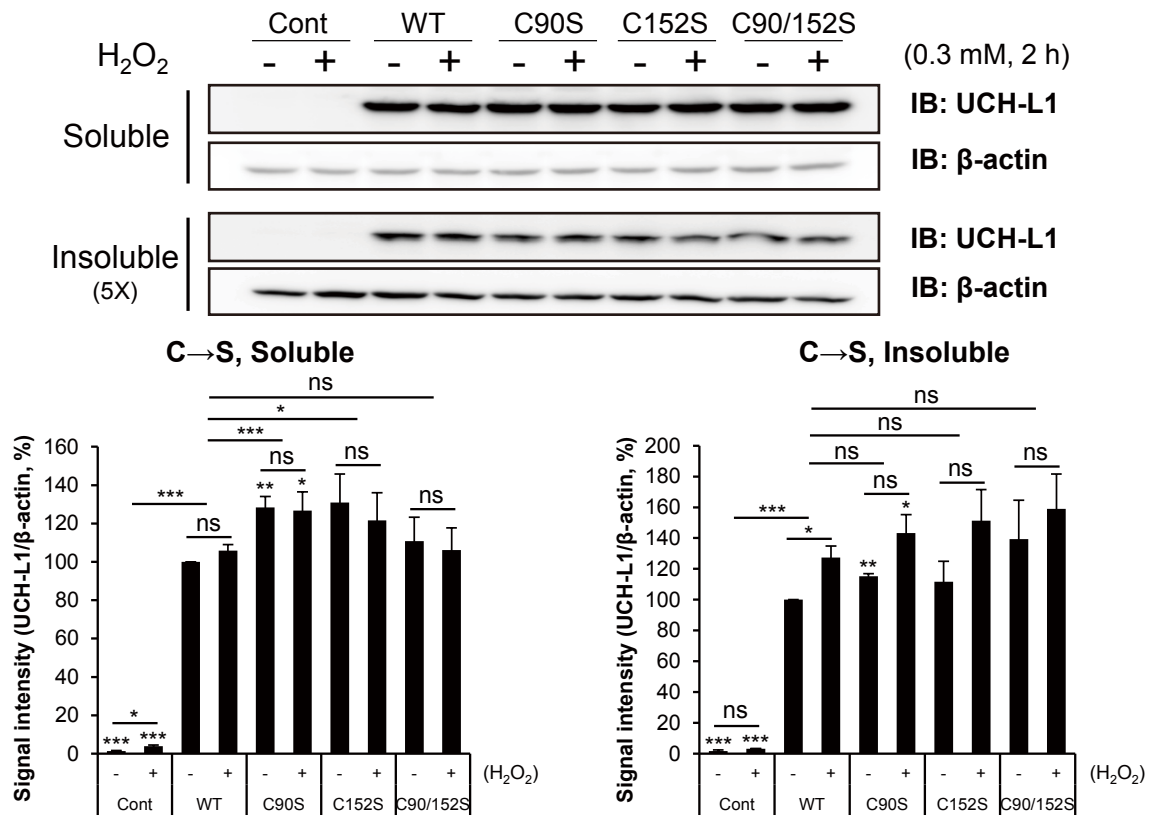 Cont WT C90S C152S C90/152S
H₂O₂ - + - + - + - + - + (0.3 mM, 2 h)
Soluble
IB: UCH-L1
IB: β-actin
Insoluble
(5X)
IB: UCH-L1
IB: β-actin
C→S, Soluble
Signal intensity (UCH-L1/β-actin, %)
160
140
120
100
80
60
40
20
0
ns
*
***
***
ns
ns
ns
ns
** *
*
*** ***
- + - + - + - + - + (H₂O₂)
Cont WT C90S C152S C90/152S
C→S, Insoluble
Signal intensity (UCH-L1/β-actin, %)
200
180
160
140
120
100
80
60
40
20
0
ns
ns
ns
***
*
ns
ns
ns
** *
ns
*** ***
- + - + - + - + - + (H₂O₂)
Cont WT C90S C152S C90/152S